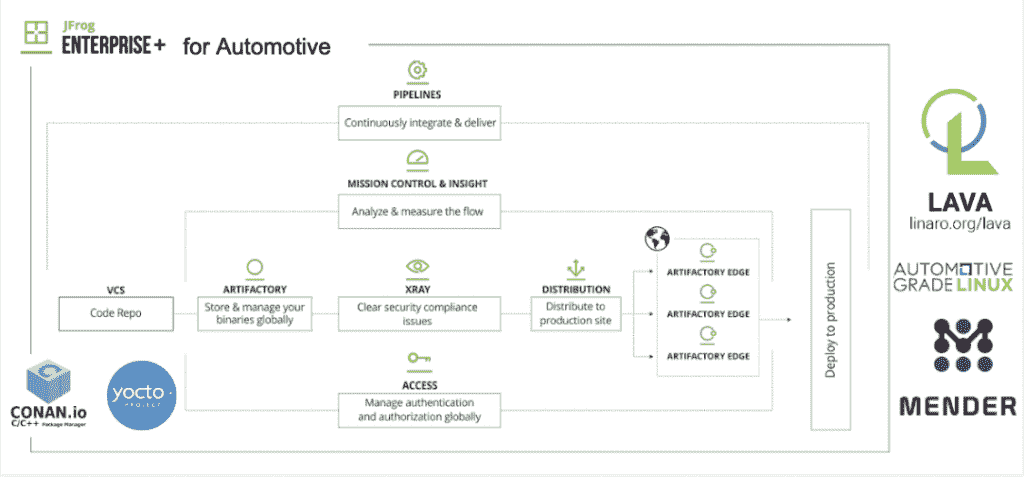 JFrog
ENTERPRISE+ for Automotive
PIPELINES
Continuously integrate & deliver
MISSION CONTROL & INSIGHT
Analyze & measure the flow
VCS
Code Repo
ARTIFACTORY
Store & manage your
binaries globally
XRAY
Clear security compliance
issues
DISTRIBUTION
Distribute to
production site
ARTIFACTORY EDGE
ARTIFACTORY EDGE
ARTIFACTORY EDGE
Deploy to production
ACCESS
Manage authentication
and authorization globally
CONAN.io
C/C++ Package Manager
yocto
PROJECT
LAVA
linaro.org/lava
AUTOMOTIVE
GRADELINUX
MENDER